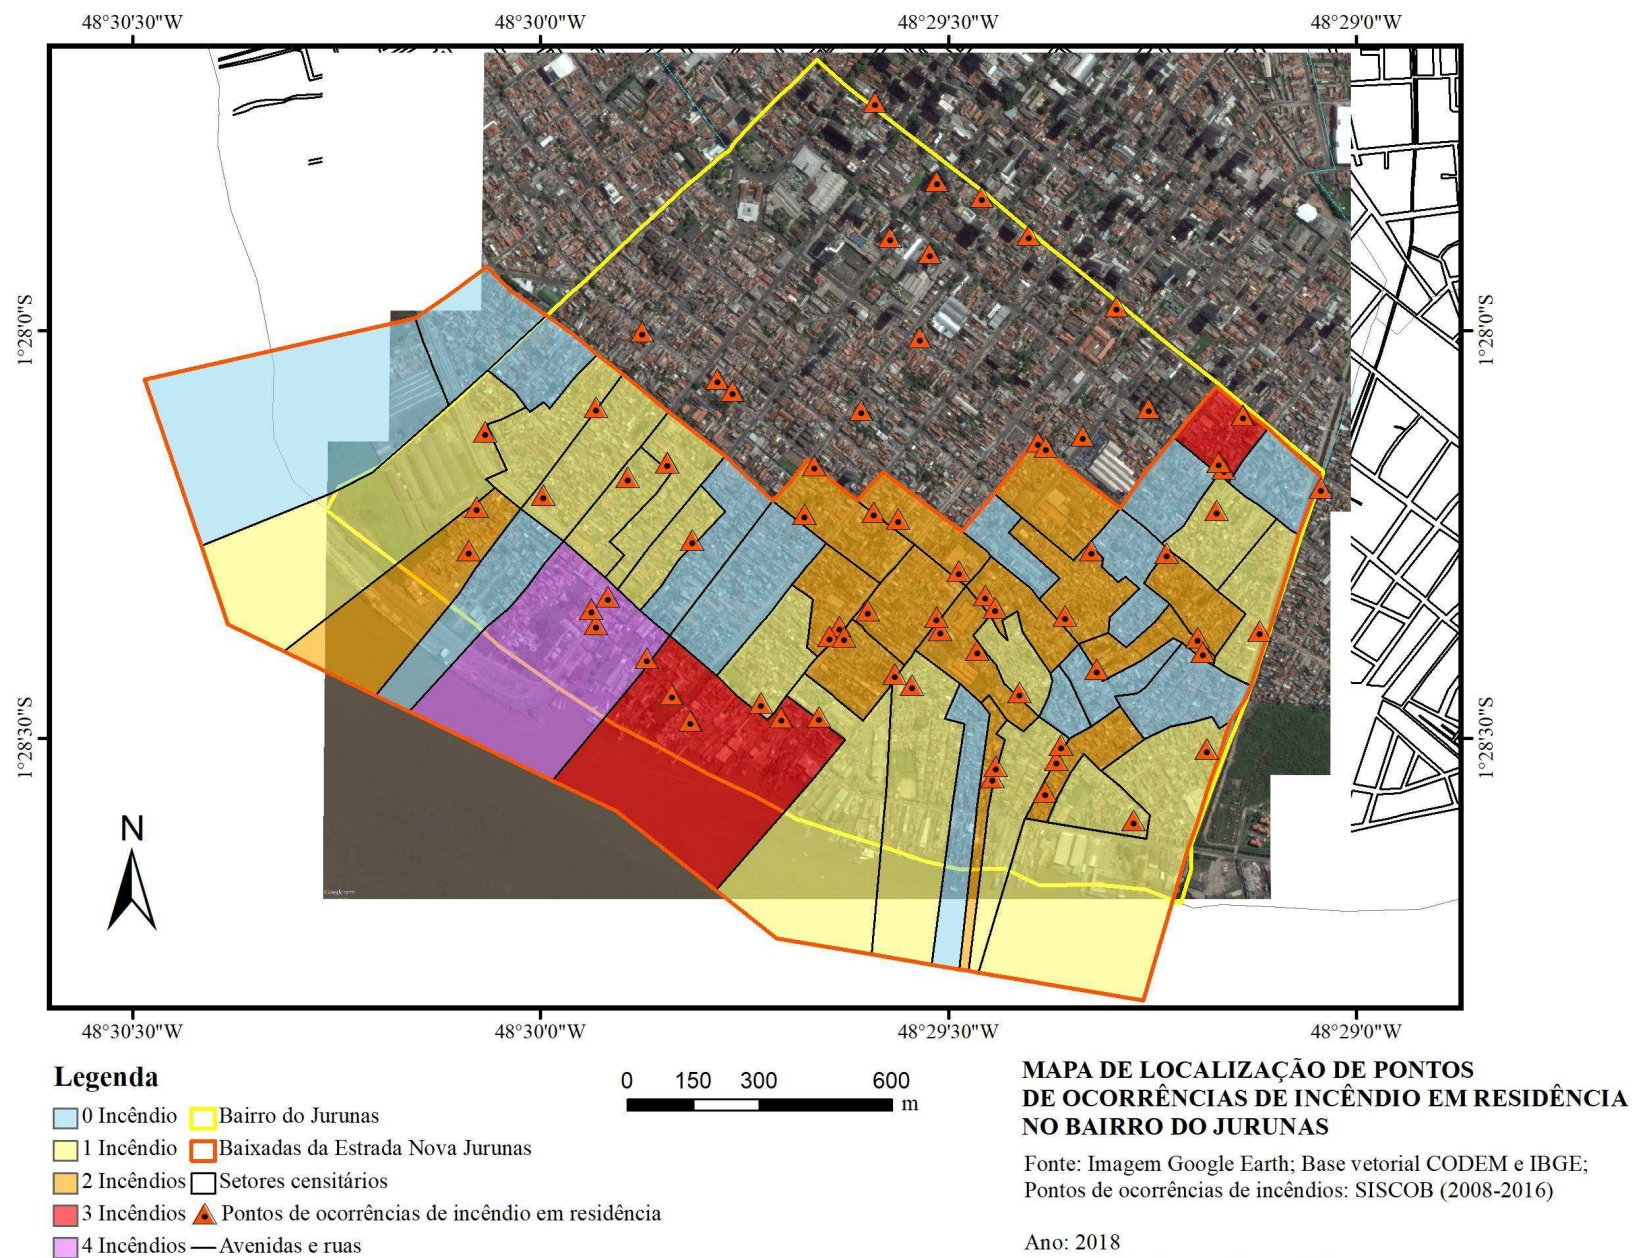 48°30'30"W
48°30'0"W
48°29'30"W
48°29'0"W
1°28'0"S
1°28'0"S
1°28'30"S
1°28'30"S
N
48°30'30"W
48°30'0"W
48°29'30"W
48°29'0"W
Legenda
0 Incêndio
Bairro do Jurunas
1 Incêndio
Baixadas da Estrada Nova Jurunas
2 Incêndios
Setores censitários
3 Incêndios
Pontos de ocorrências de incêndio em residência
4 Incêndios
Avenidas e ruas
0 150 300 600
m
MAPA DE LOCALIZAÇÃO DE PONTOS
DE OCORRÊNCIAS DE INCÊNDIO EM RESIDÊNCIA
NO BAIRRO DO JURUNAS
Fonte: Imagem Google Earth; Base vetorial CODEM e IBGE;
Pontos de ocorrências de incêndios: SISCOB (2008-2016)
Ano: 2018